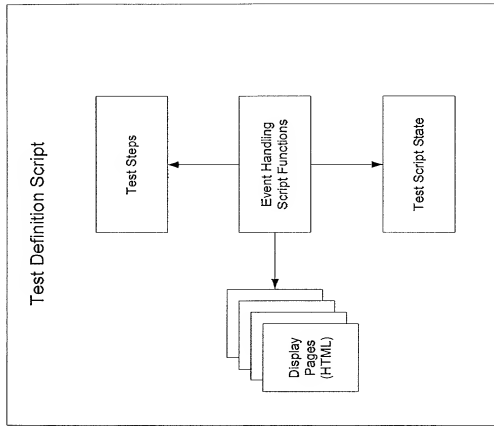 Test Definition Script
Test Steps
Event Handling
Script Functions
Test Script State
Display
Pages
(HTML)